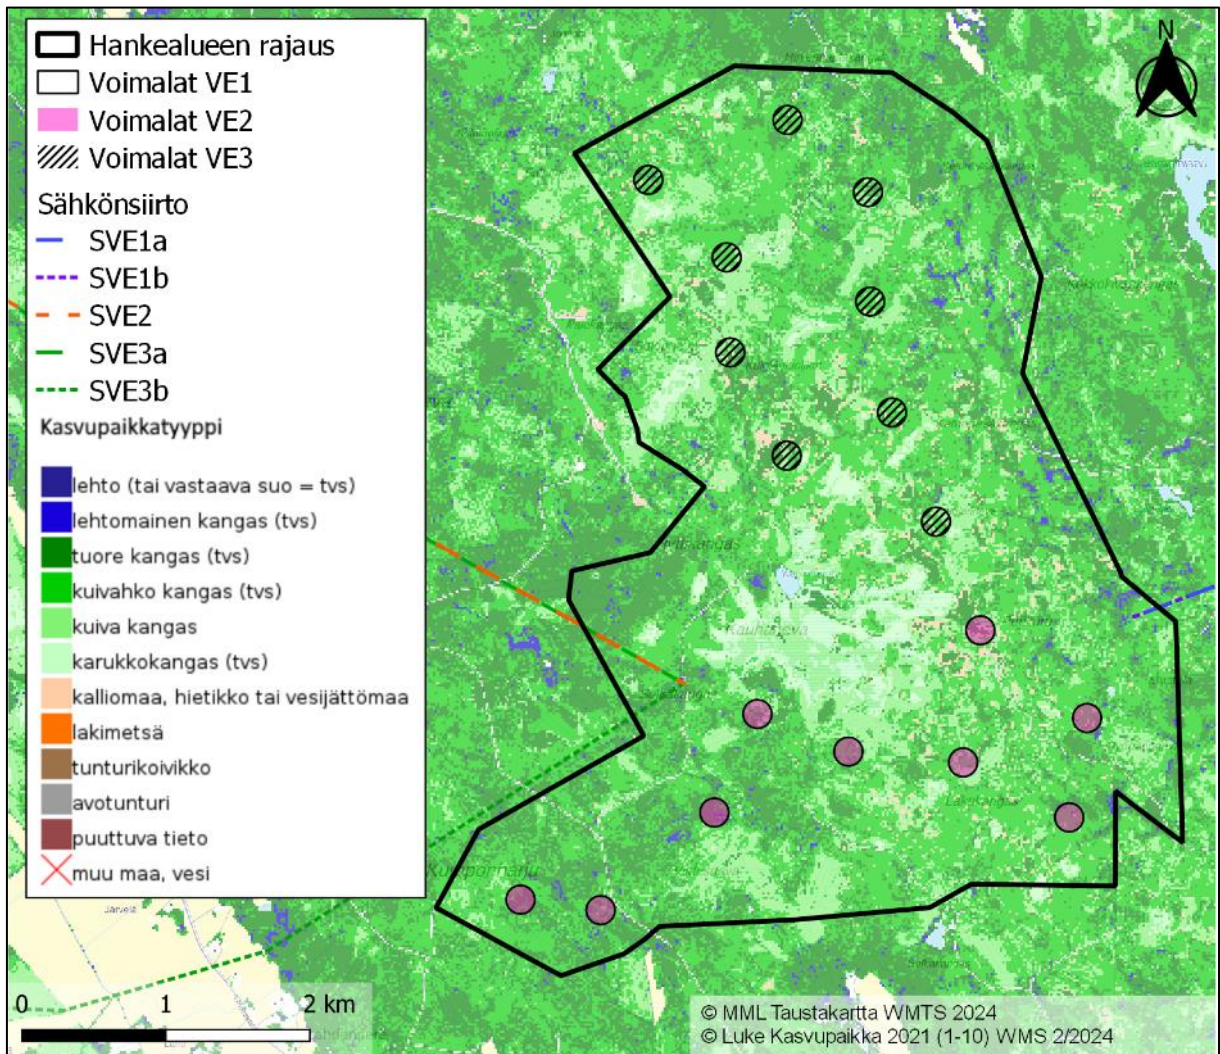 Hankealueen rajaus
Voimalat VE1
Voimalat VE2
Voimalat VE3
Sähkönsiirto
SVE1a
SVE1b
SVE2
SVE3a
SVE3b
Kasvupaikkatyyppi
lehto (tai vastaava suo = tvs)
lehtomainen kangas (tvs)
tuore kangas (tvs)
kuivahko kangas (tvs)
kuiva kangas
karukkokangas (tvs)
kalliomaa, hietikko tai vesijättömaa
lakimetsä
tunturikoivikko
avotunturi
puuttuva tieto
muu maa, vesi
N
Kauhaneva
Lakiakangas
Järvelä
0 1 2 km
© MML Taustakartta WMTS 2024
© Luke Kasvupaikka 2021 (1-10) WMS 2/2024